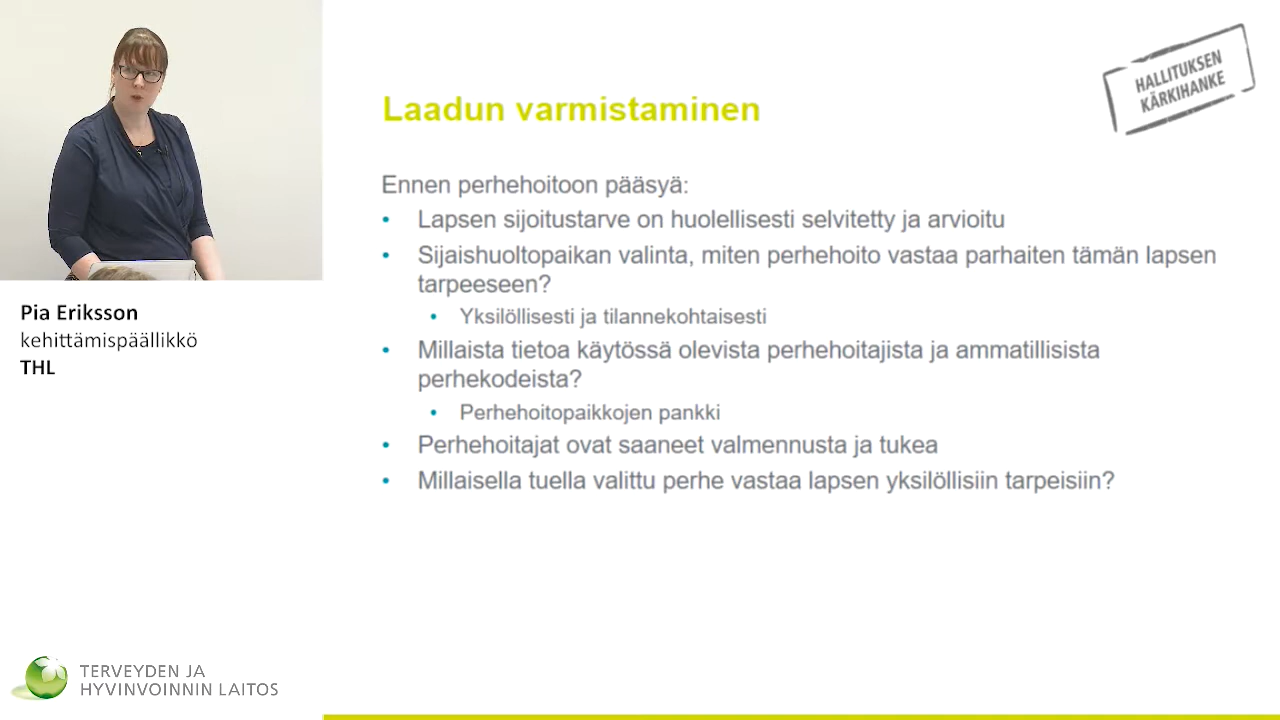 HALLITUKSEN
KÄRKIHANKE
Laadun varmistaminen
Ennen perhehoitoon pääsyä:
• Lapsen sijoitustarve on huolellisesti selvitetty ja arvioitu
• Sijaishuoltopaikan valinta, miten perhehoito vastaa parhaiten tämän lapsen
tarpeeseen?
• Yksilöllisesti ja tilannekohtaisesti
• Millaista tietoa käytössä olevista perhehoitajista ja ammatillisista
perhekodeista?
• Perhehoitopaikkojen pankki
• Perhehoitajat ovat saaneet valmennusta ja tukea
• Millaisella tuella valittu perhe vastaa lapsen yksilöllisiin tarpeisiin?
Pia Eriksson
kehittämispäällikkö
THL
TERVEYDEN JA
HYVINVOINNIN LAITOS